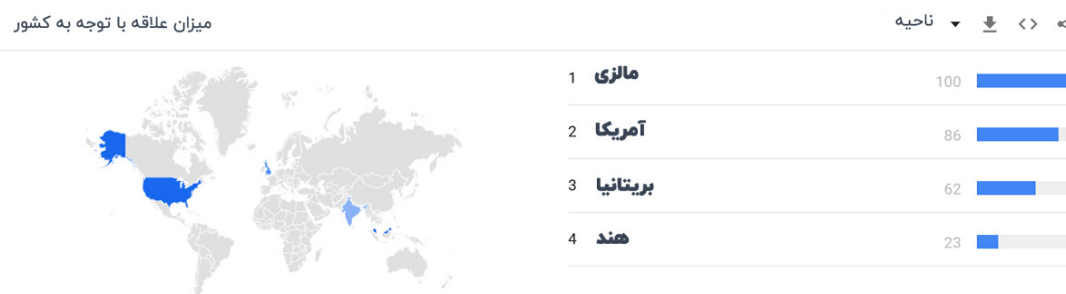 میزان علاقه با توجه به کشور
ناحیه
1 مالزی 100
2 آمریکا 86
3 بریتانیا 62
4 هند 23